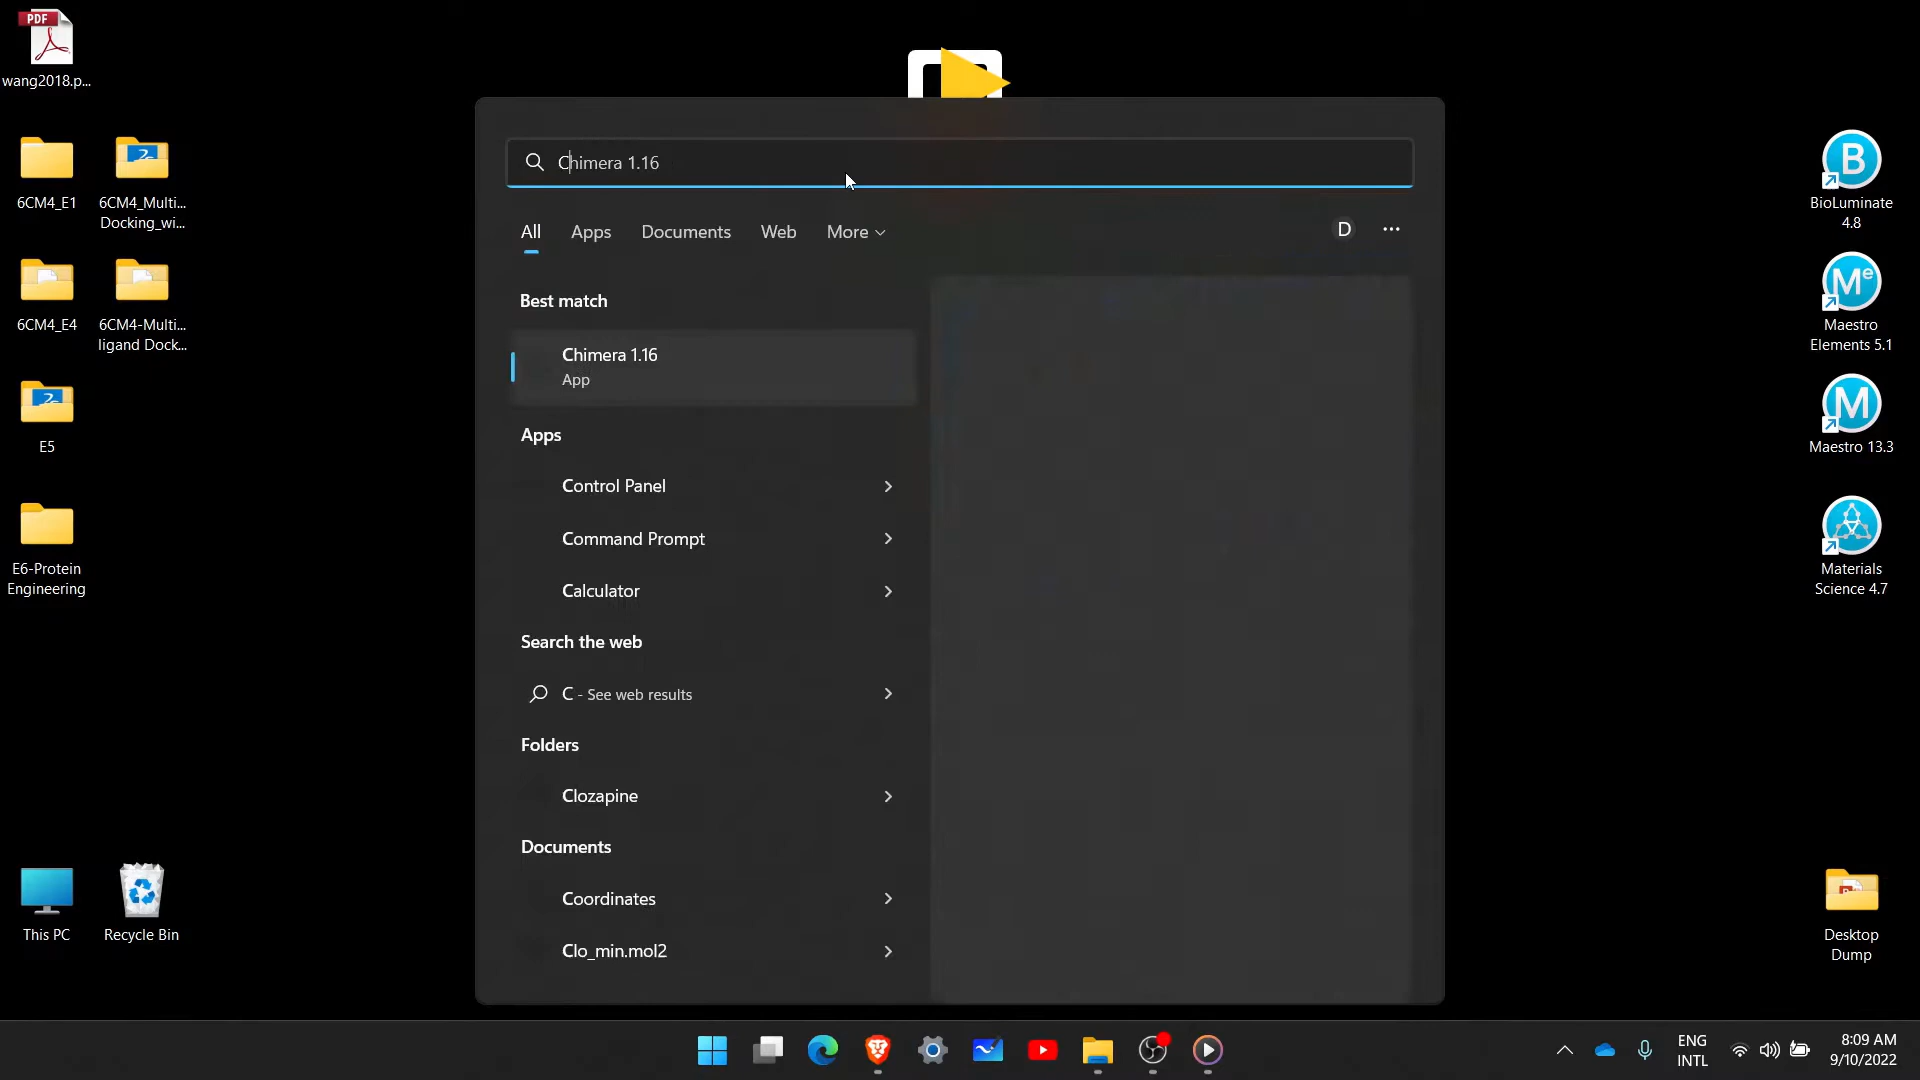 PDF
wang2018.p...
6CM4_E1
6CM4_Multi...
Docking_wi...
6CM4_E4
6CM4-Multi...
ligand Dock...
E5
E6-Protein
Engineering
This PC
Recycle Bin
Chimera 1.16
All
Apps
Documents
Web
More
D
Best match
Chimera 1.16
App
Apps
Control Panel
Command Prompt
Calculator
Search the web
C - See web results
Folders
Clozapine
Documents
Coordinates
Clo_min.mol2
B
BioLuminate
4.8
Me
Maestro
Elements 5.1
M
Maestro 13.3
Materials
Science 4.7
Desktop
Dump
ENG
INTL
8:09 AM
9/10/2022